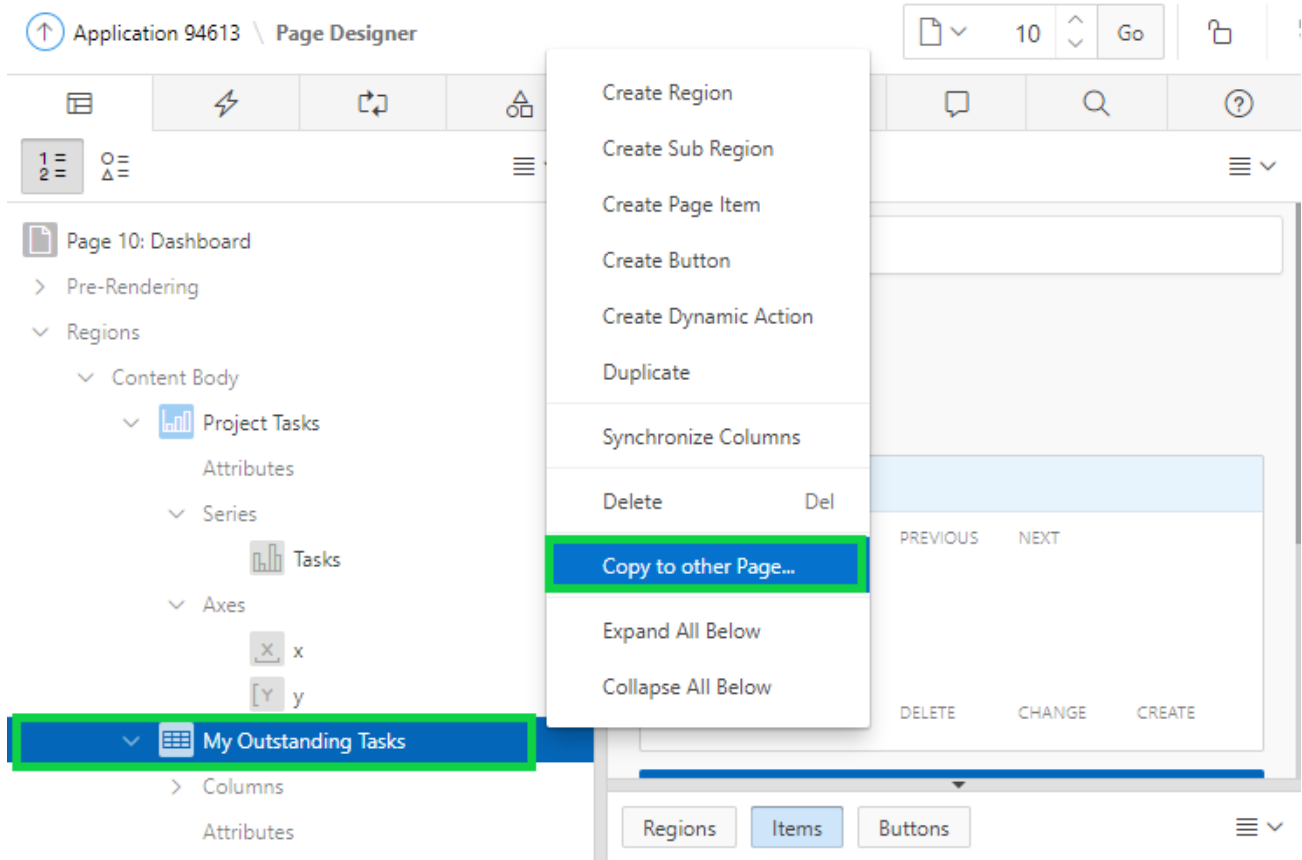 Application 94613 \ Page Designer
10
Go
Page 10: Dashboard
Pre-Rendering
Regions
Content Body
Project Tasks
Attributes
Series
Tasks
Axes
x
y
My Outstanding Tasks
Columns
Attributes
Create Region
Create Sub Region
Create Page Item
Create Button
Create Dynamic Action
Duplicate
Synchronize Columns
Delete Del
Copy to other Page...
Expand All Below
Collapse All Below
PREVIOUS NEXT
DELETE CHANGE CREATE
Regions Items Buttons